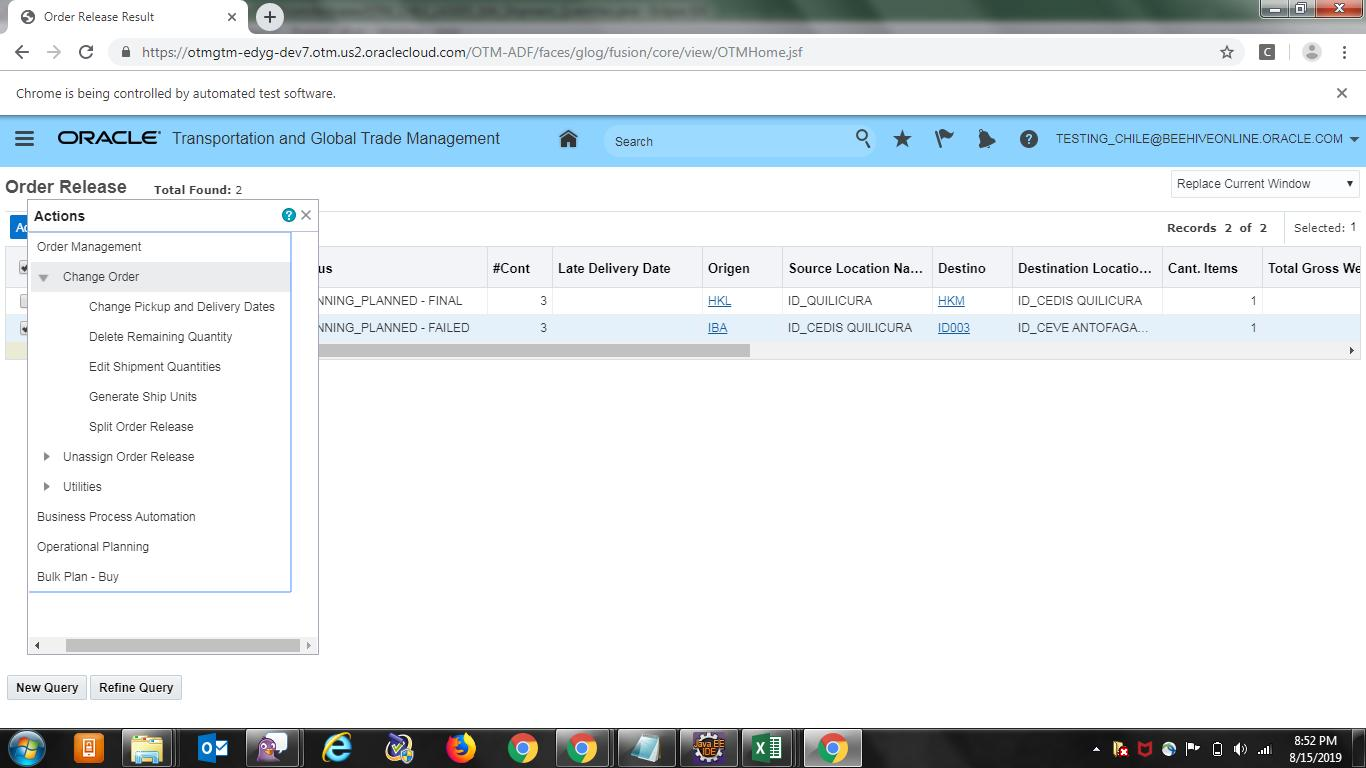 Order Release Result
https://otmgtm-edyg-dev7.otm.us2.oraclecloud.com/OTM-ADF/faces/glog/fusion/core/view/OTMHome.jsf
C
Chrome is being controlled by automated test software.
ORACLE Transportation and Global Trade Management
Search
TESTING_CHILE@BEEHIVEONLINE.ORACLE.COM
Order Release Total Found: 2
Replace Current Window
Actions
Records 2 of 2 Selected: 1
#Cont Late Delivery Date Origen Source Location Na... Destino Destination Locatio... Cant. Items Total Gross We
NNING_PLANNED - FINAL 3 HKL ID_QUILICURA HKM ID_CEDIS QUILICURA 1
NNING_PLANNED - FAILED 3 IBA ID_CEDIS QUILICURA ID003 ID_CEVE ANTOFAGA... 1
Order Management
Change Order
Change Pickup and Delivery Dates
Delete Remaining Quantity
Edit Shipment Quantities
Generate Ship Units
Split Order Release
Unassign Order Release
Utilities
Business Process Automation
Operational Planning
Bulk Plan - Buy
New Query Refine Query
Java EE
IDE
8:52 PM
8/15/2019